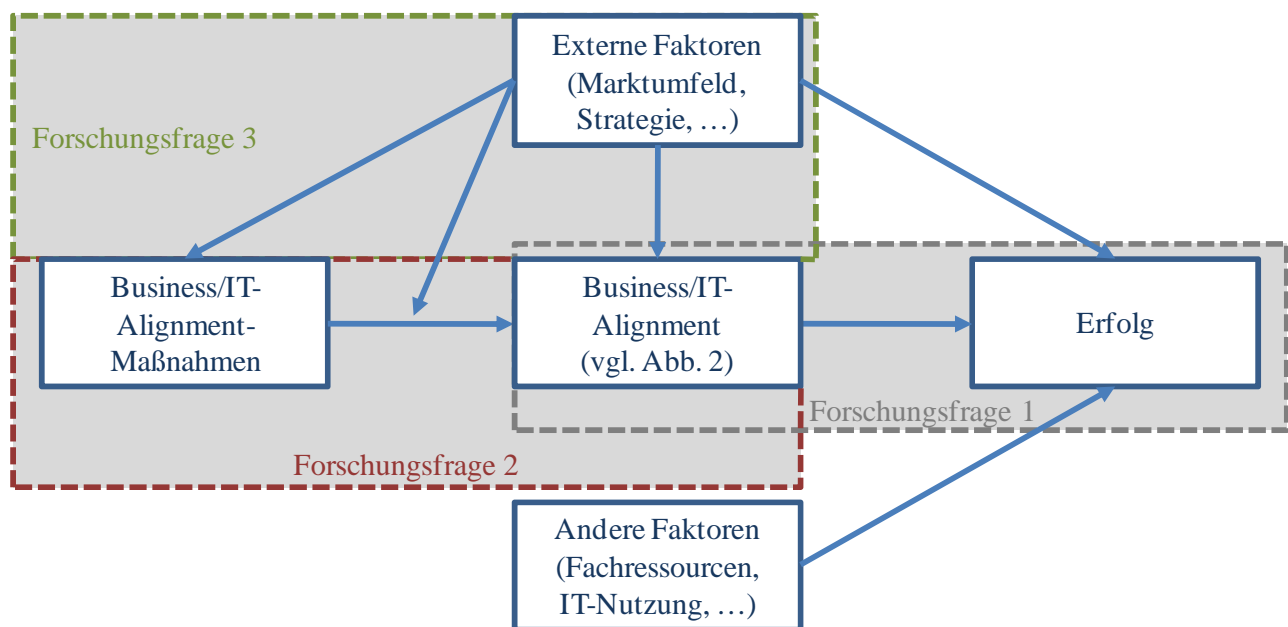 Externe Faktoren
(Marktumfeld,
Strategie, …)
Forschungsfrage 3
Business/IT-
Alignment-
Maßnahmen
Business/IT-
Alignment
(vgl. Abb. 2)
Erfolg
Forschungsfrage 1
Forschungsfrage 2
Andere Faktoren
(Fachressourcen,
IT-Nutzung, …)